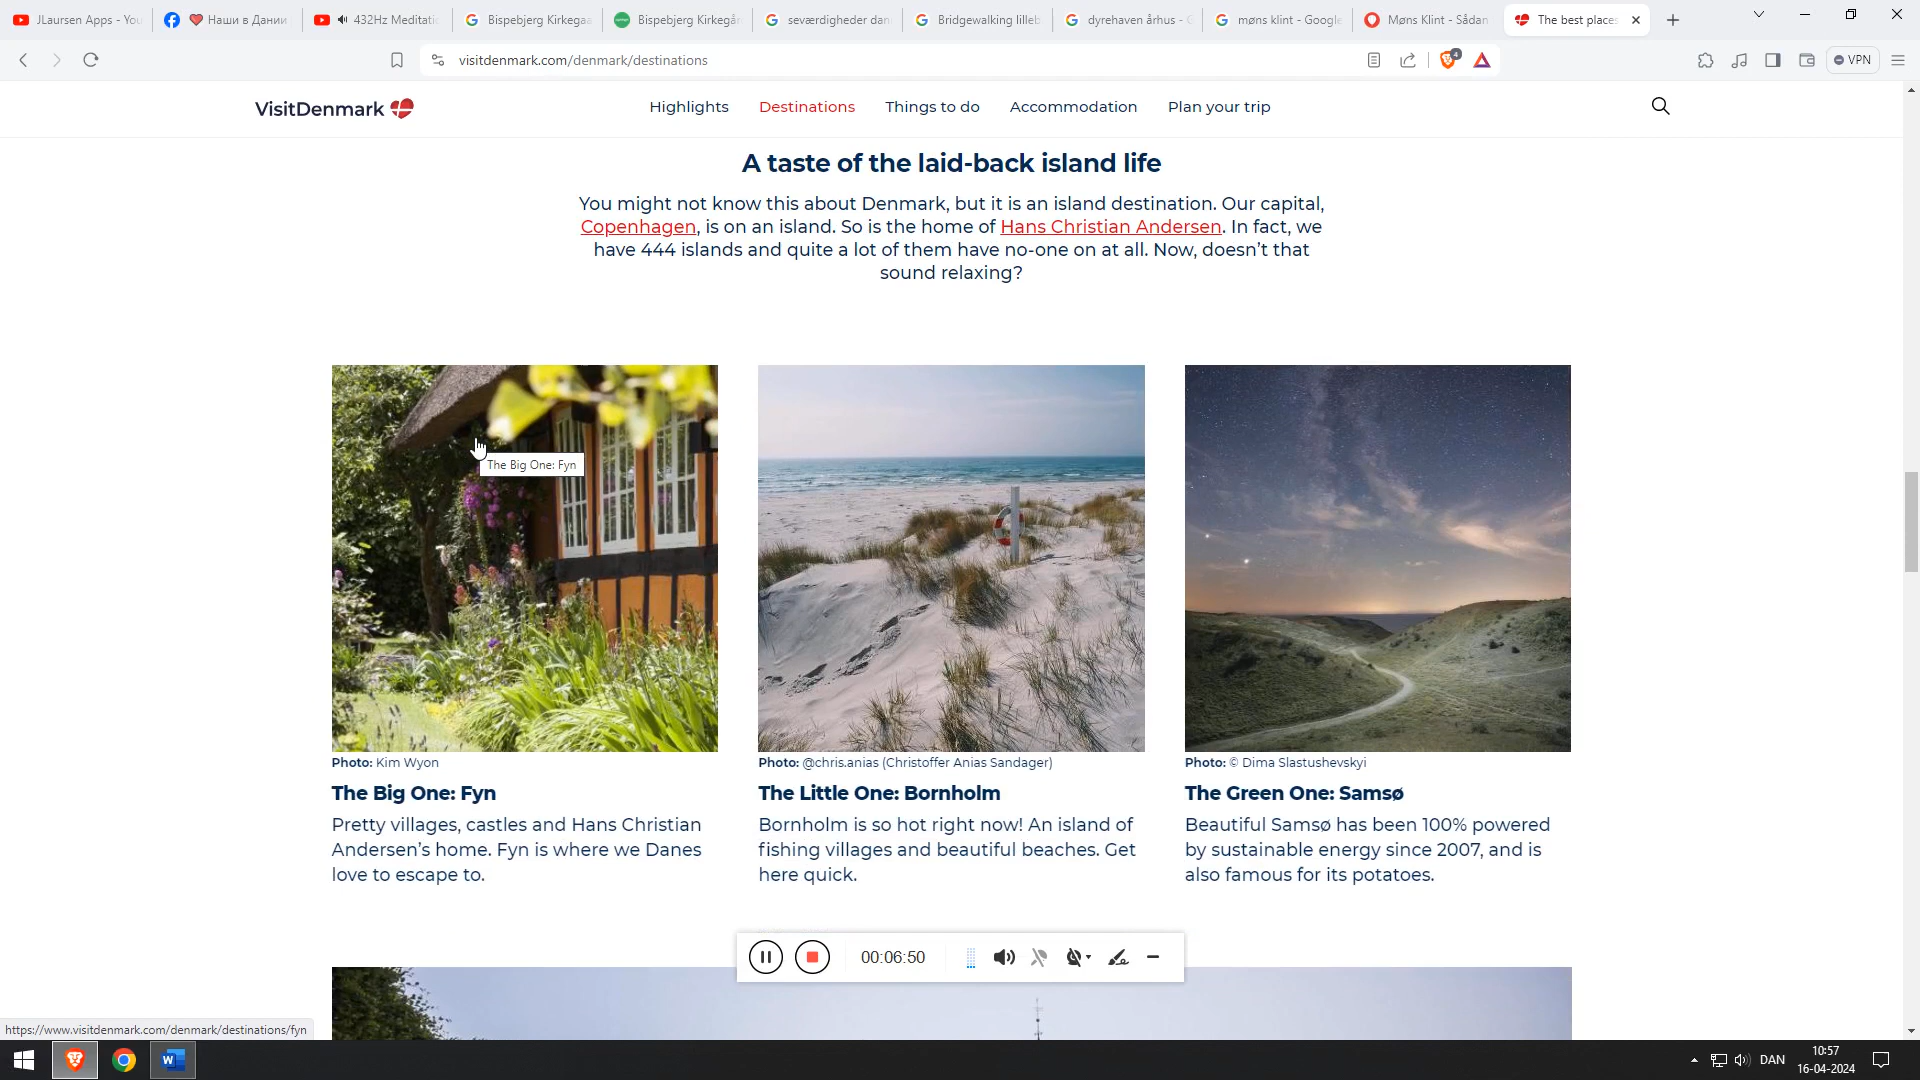 JLaursen Apps - You
❤️ Наши в Дании
432Hz Meditatio
Bispebjerg Kirkegaa
Bispebjerg Kirkegår
seværdigheder dan
Bridgewalking lilleb
dyrehaven århus - G
møns klint - Google
Møns Klint - Sådan
The best places
visitdenmark.com/denmark/destinations
4
VPN
VisitDenmark
Highlights
Destinations
Things to do
Accommodation
Plan your trip
A taste of the laid-back island life
You might not know this about Denmark, but it is an island destination. Our capital,
Copenhagen, is on an island. So is the home of Hans Christian Andersen. In fact, we
have 444 islands and quite a lot of them have no-one on at all. Now, doesn’t that
sound relaxing?
The Big One: Fyn
Photo: Kim Wyon
The Big One: Fyn
Pretty villages, castles and Hans Christian
Andersen’s home. Fyn is where we Danes
love to escape to.
Photo: @chris.anias (Christoffer Anias Sandager)
The Little One: Bornholm
Bornholm is so hot right now! An island of
fishing villages and beautiful beaches. Get
here quick.
Photo: © Dima Slastushevskyi
The Green One: Samsø
Beautiful Samsø has been 100% powered
by sustainable energy since 2007, and is
also famous for its potatoes.
00:06:50
https://www.visitdenmark.com/denmark/destinations/fyn
DAN
10:57
16-04-2024